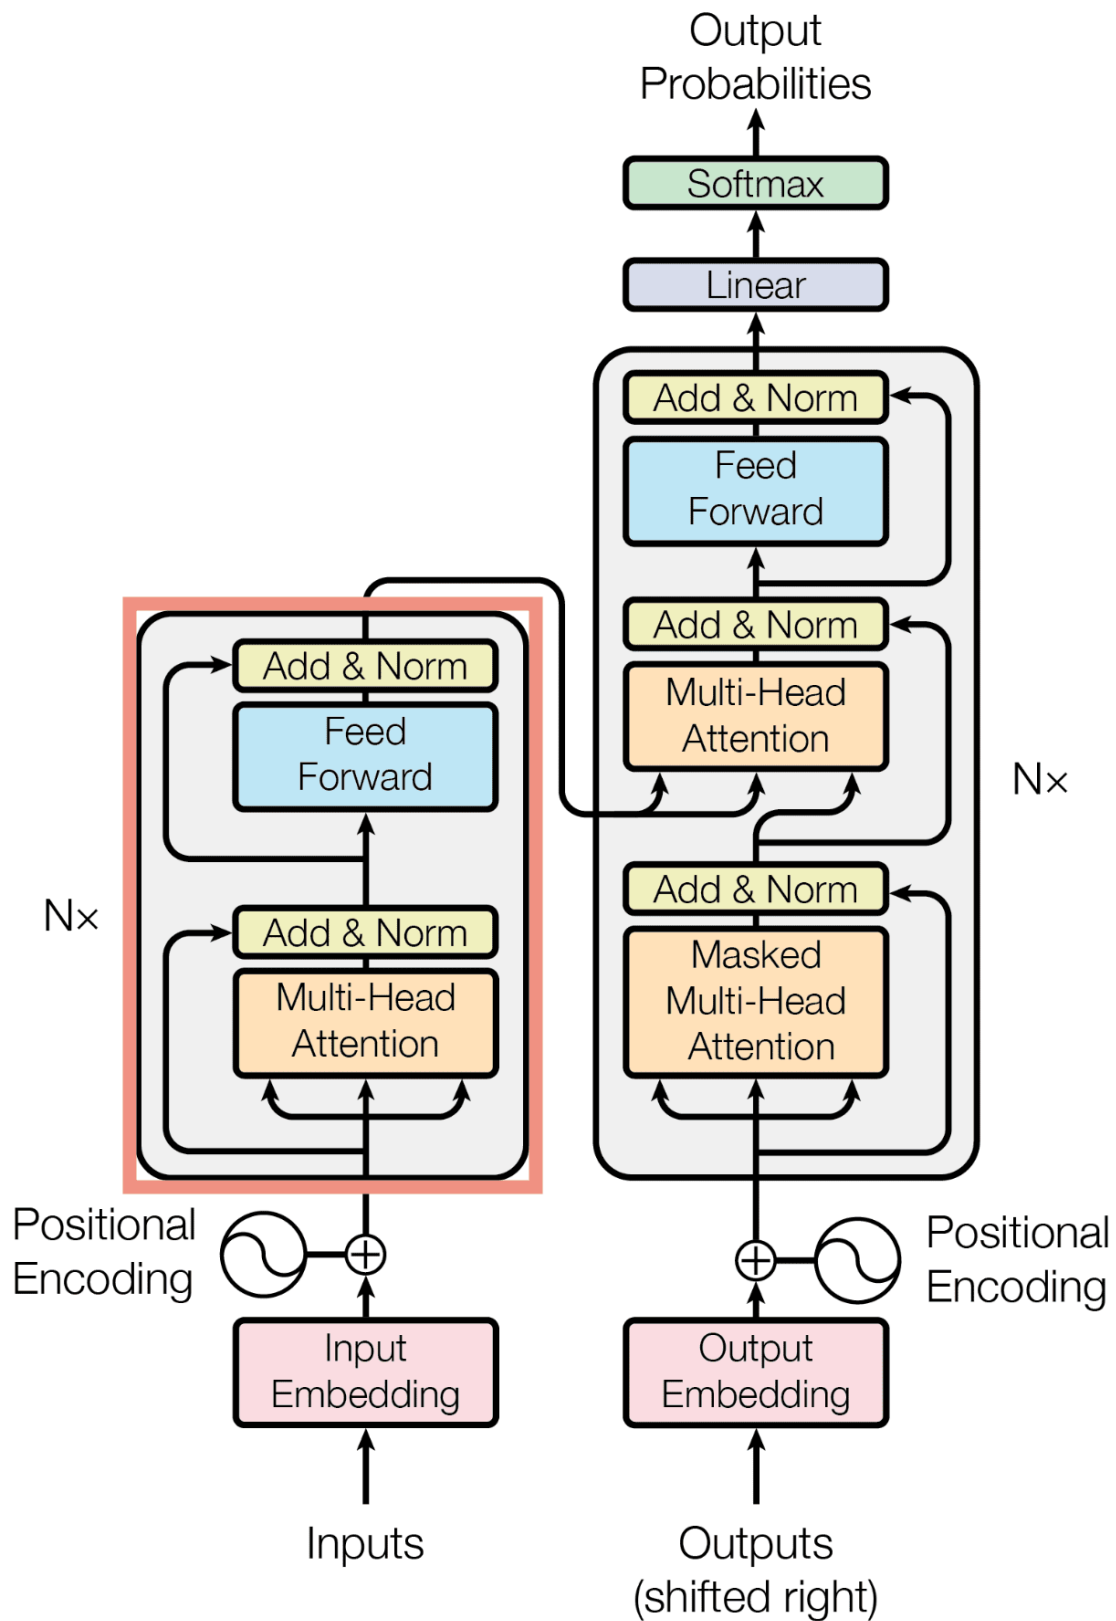 Output
Probabilities
Softmax
Linear
Add & Norm
Feed
Forward
Add & Norm
Multi-Head
Attention
N×
Add & Norm
Masked
Multi-Head
Attention
Add & Norm
Feed
Forward
N×
Add & Norm
Multi-Head
Attention
Positional
Encoding
Positional
Encoding
Input
Embedding
Output
Embedding
Inputs
Outputs
(shifted right)